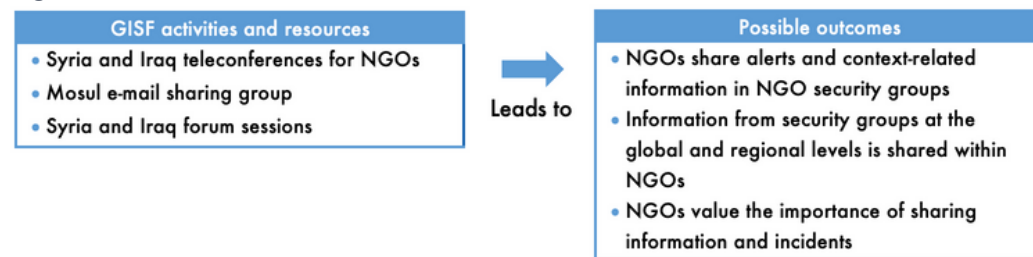 GISF activities and resources
• Syria and Iraq teleconferences for NGOs
• Mosul e-mail sharing group
• Syria and Iraq forum sessions
Leads to
Possible outcomes
• NGOs share alerts and context-related
information in NGO security groups
• Information from security groups at the
global and regional levels is shared within
NGOs
• NGOs value the importance of sharing
information and incidents